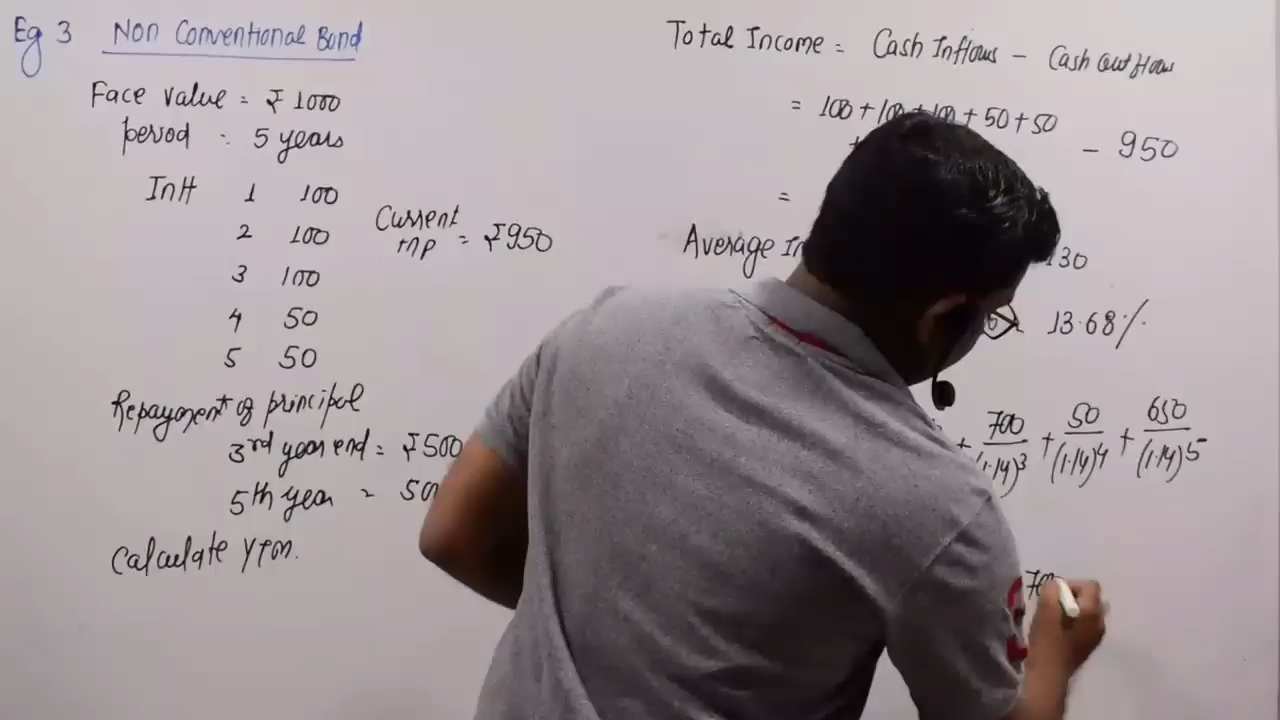 Eg 3 Non Conventional Bond
Face value = ₹ 1000
period : 5 years
Intt 1 100
2 100
3 100
4 50
5 50
Current mp = ₹950
Repayment of principal
3rd year end = ₹500
5th year = 50
Calculate YTM.
Total Income = Cash Inflows - Cash outflows
= 100 + 100 + 100 + 50 + 50
- 950
=
Average In
130
13.68%
+ 700/(1.14)^3 + 50/(1.14)^4 + 650/(1.14)^5
700